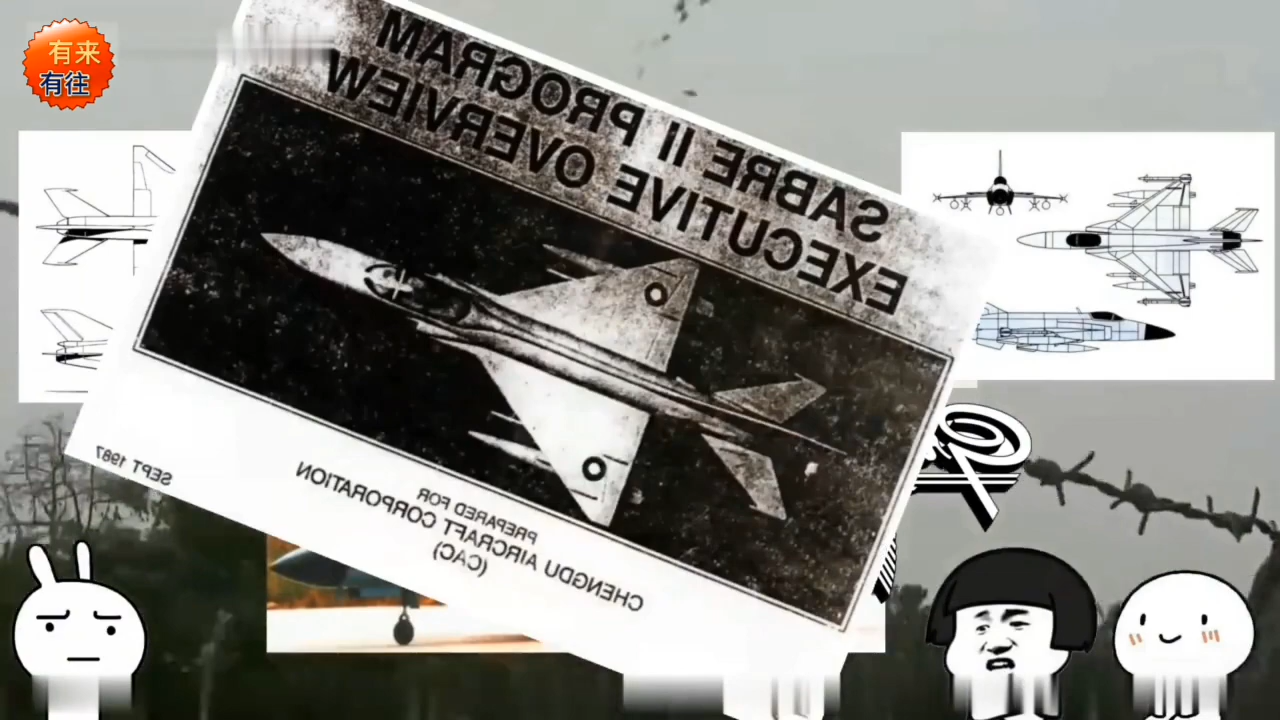 有来
有往
SABRE II PROGRAM
EXECUTIVE OVERVIEW
PREPARED FOR
CHENGDU AIRCRAFT CORPORATION
(CAC)
SEPT 1987